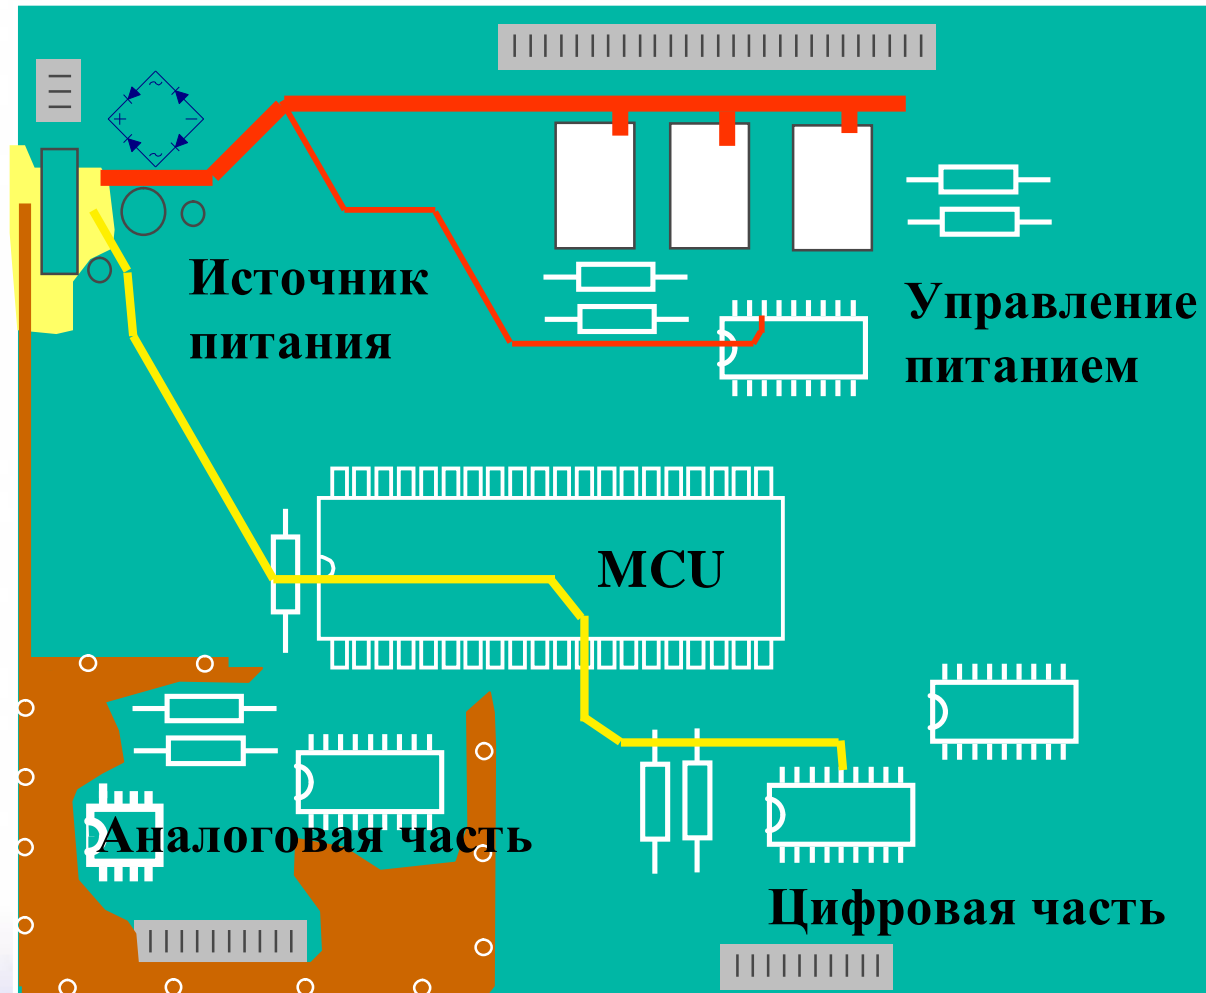 Источник
питания
Управление
питанием
MCU
Аналоговая часть
Цифровая часть